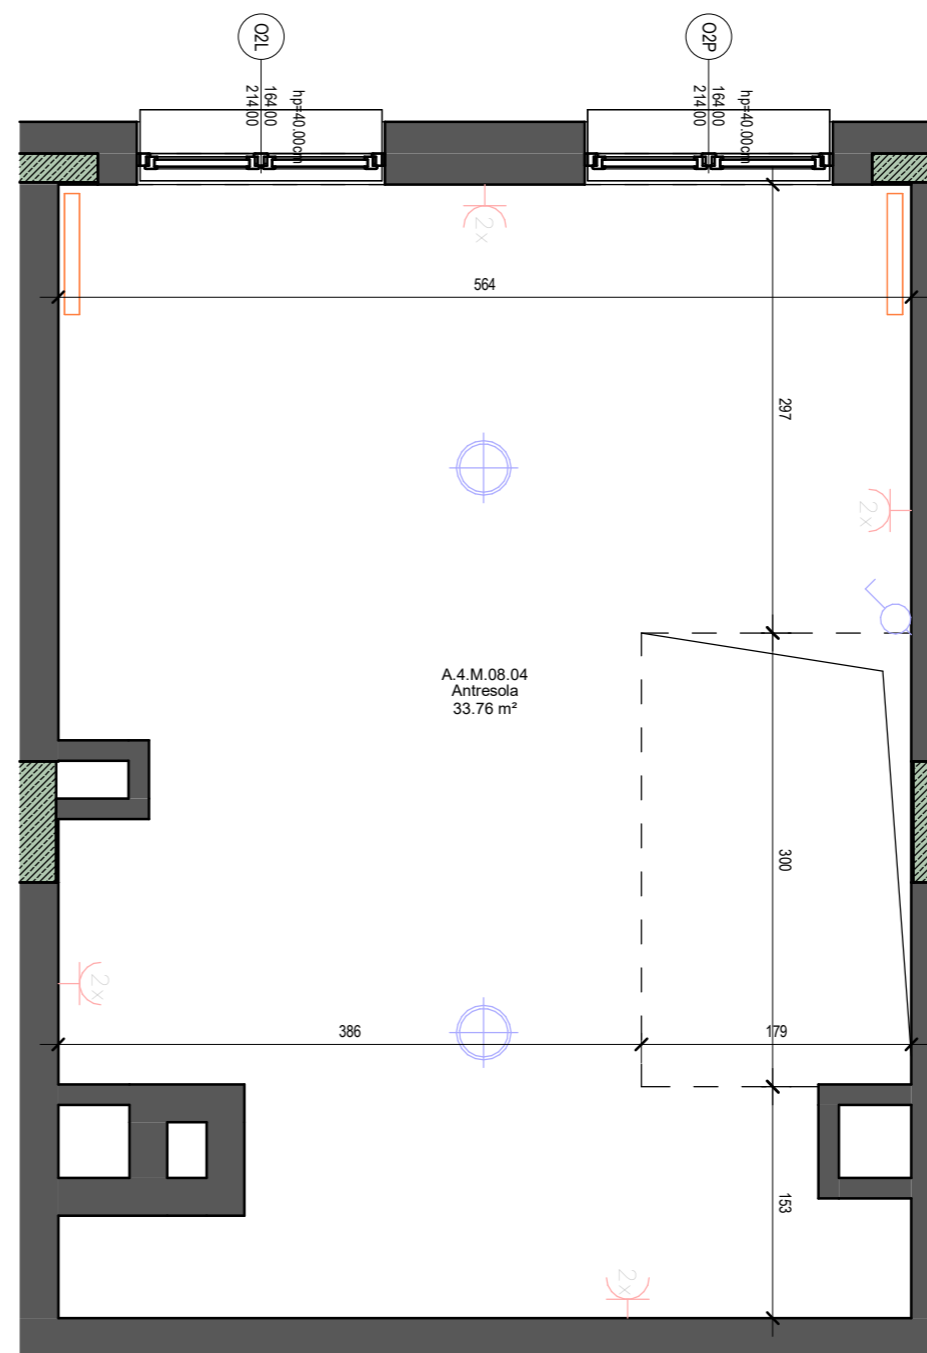 O2L
O2P
164.00
214.00
hp=40.00cm
164.00
214.00
hp=40.00cm
2x
564
297
2x
A.4.M.08.04
Antresola
33.76 m²
300
2x
386
179
153
2x